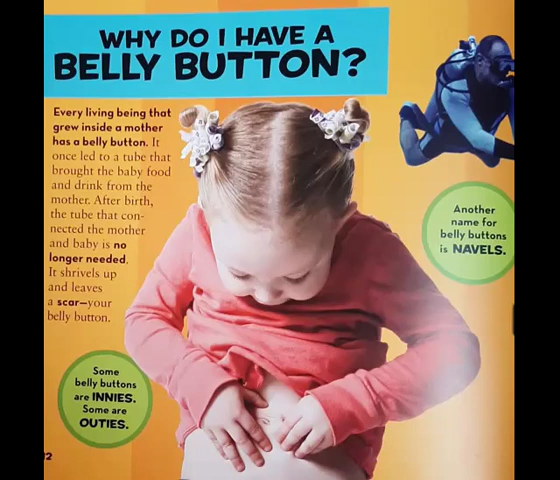 WHY DO I HAVE A
BELLY BUTTON?
Every living being that
grew inside a mother
has a belly button. It
once led to a tube that
brought the baby food
and drink from the
mother. After birth,
the tube that con-
nected the mother
and baby is no
longer needed.
It shrivels up
and leaves
a scar—your
belly button.
Another
name for
belly buttons
is NAVELS.
Some
belly buttons
are INNIES.
Some are
OUTIES.
12